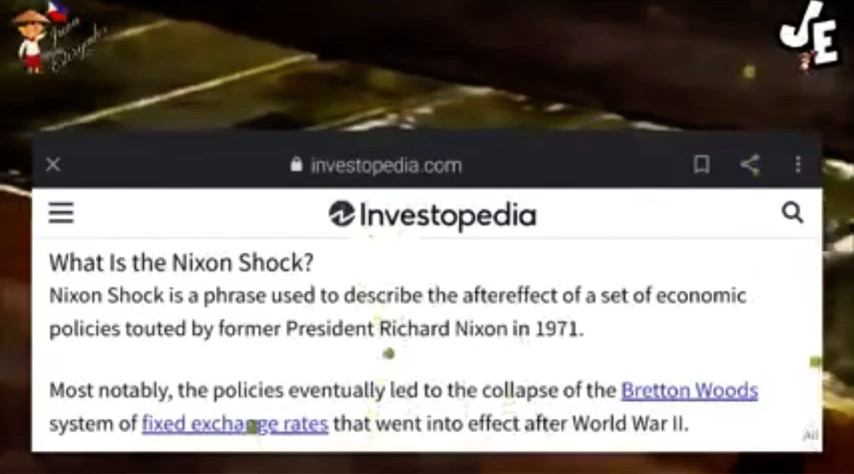 Juan
JE
investopedia.com
Investopedia
What Is the Nixon Shock?
Nixon Shock is a phrase used to describe the aftereffect of a set of economic
policies touted by former President Richard Nixon in 1971.
Most notably, the policies eventually led to the collapse of the Bretton Woods
system of fixed exchange rates that went into effect after World War II.
Ad